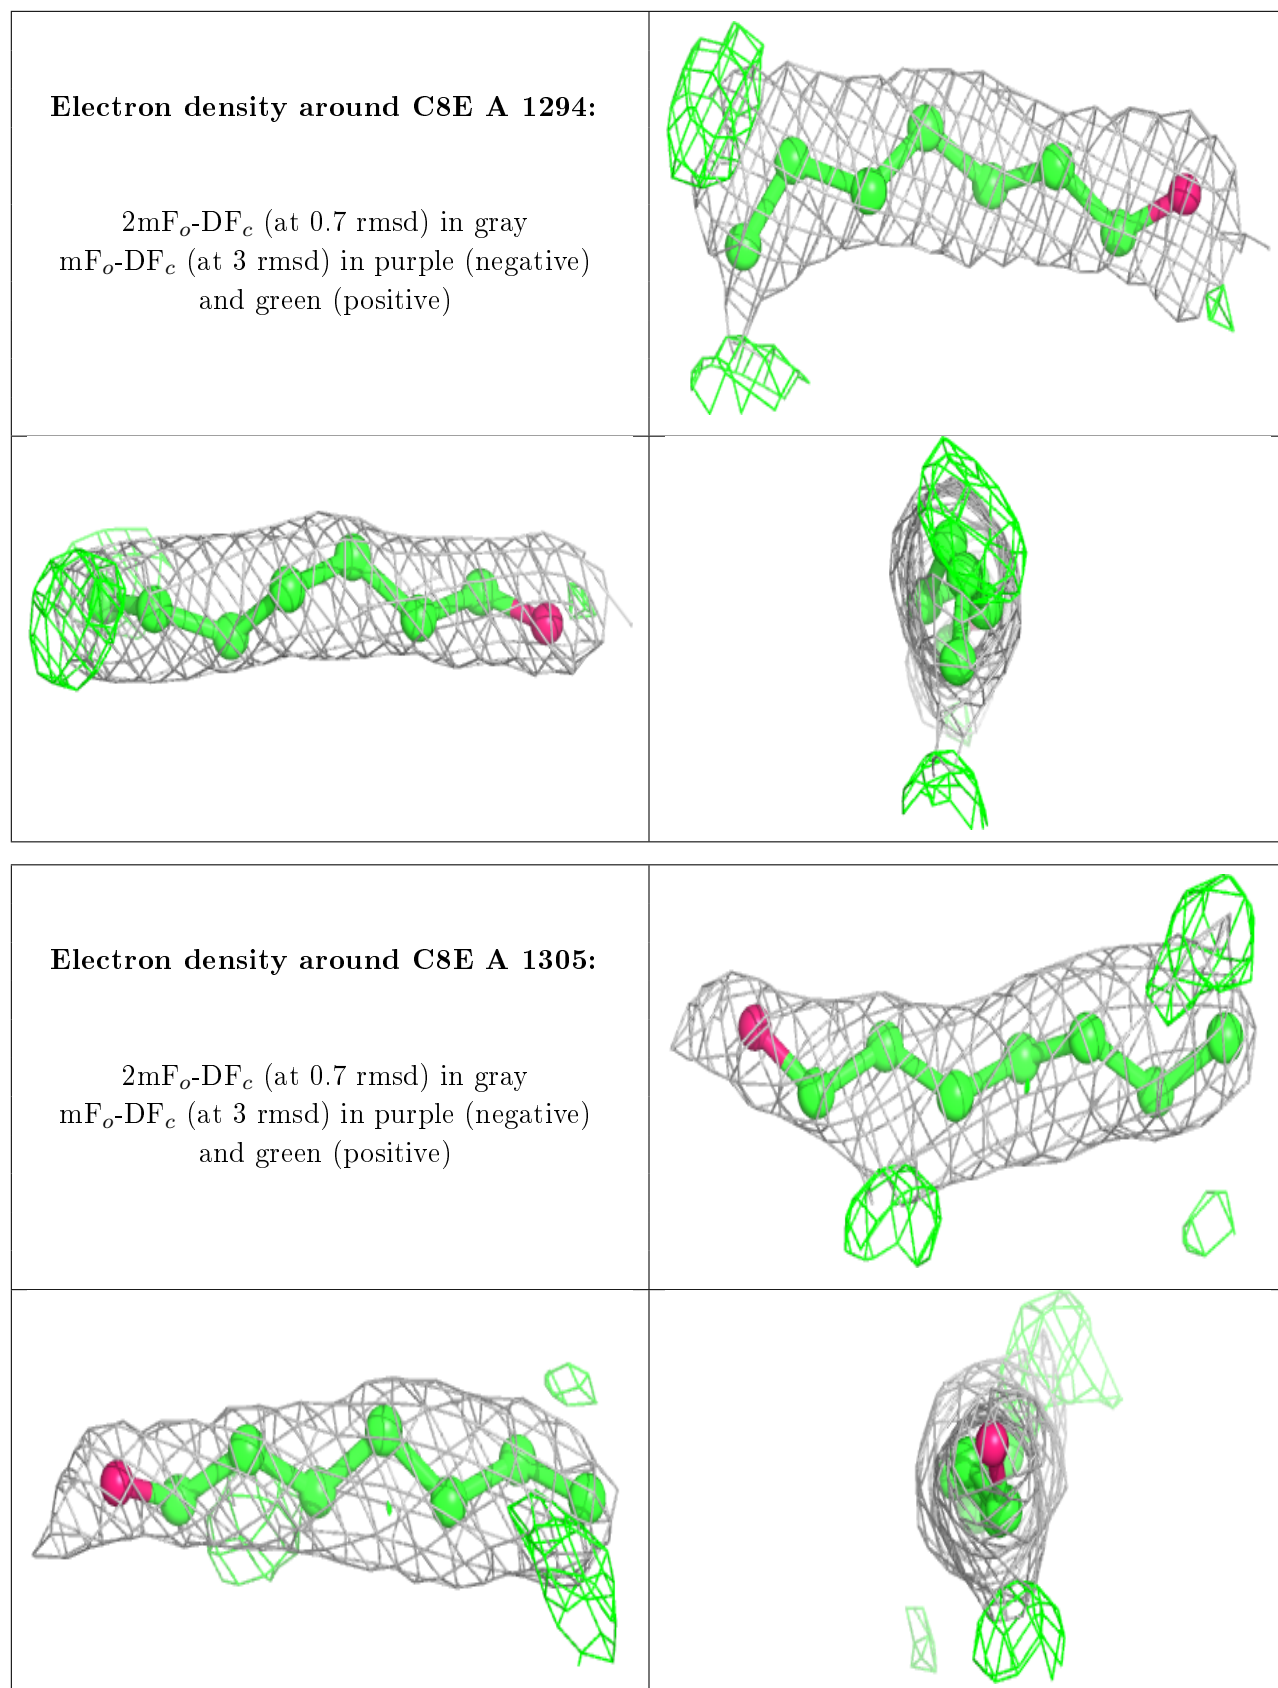 Electron density around C8E A 1294:
2mFo-DFc (at 0.7 rmsd) in gray
mFo-DFc (at 3 rmsd) in purple (negative)
and green (positive)
Electron density around C8E A 1305:
2mFo-DFc (at 0.7 rmsd) in gray
mFo-DFc (at 3 rmsd) in purple (negative)
and green (positive)